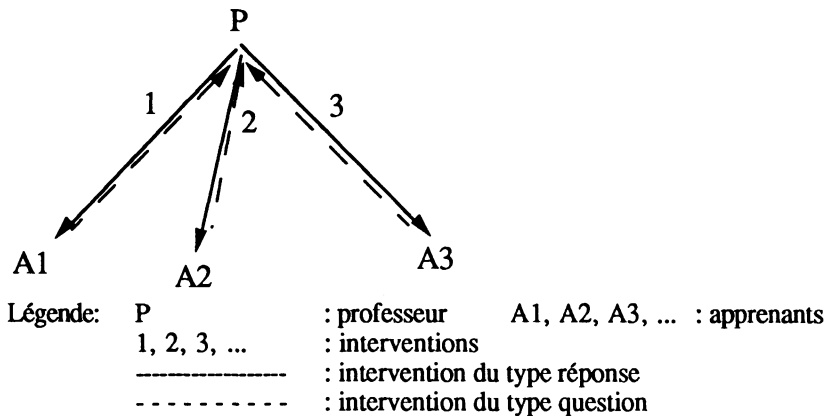 P
1 2 3
A1 A2 A3
Légende: P : professeur A1, A2, A3, ... : apprenants
1, 2, 3, ... : interventions
: intervention du type réponse
: intervention du type question